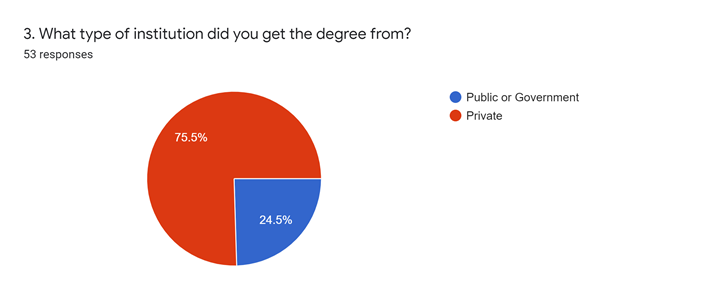 3. What type of institution did you get the degree from?
53 responses
Public or Government
Private
75.5%
24.5%